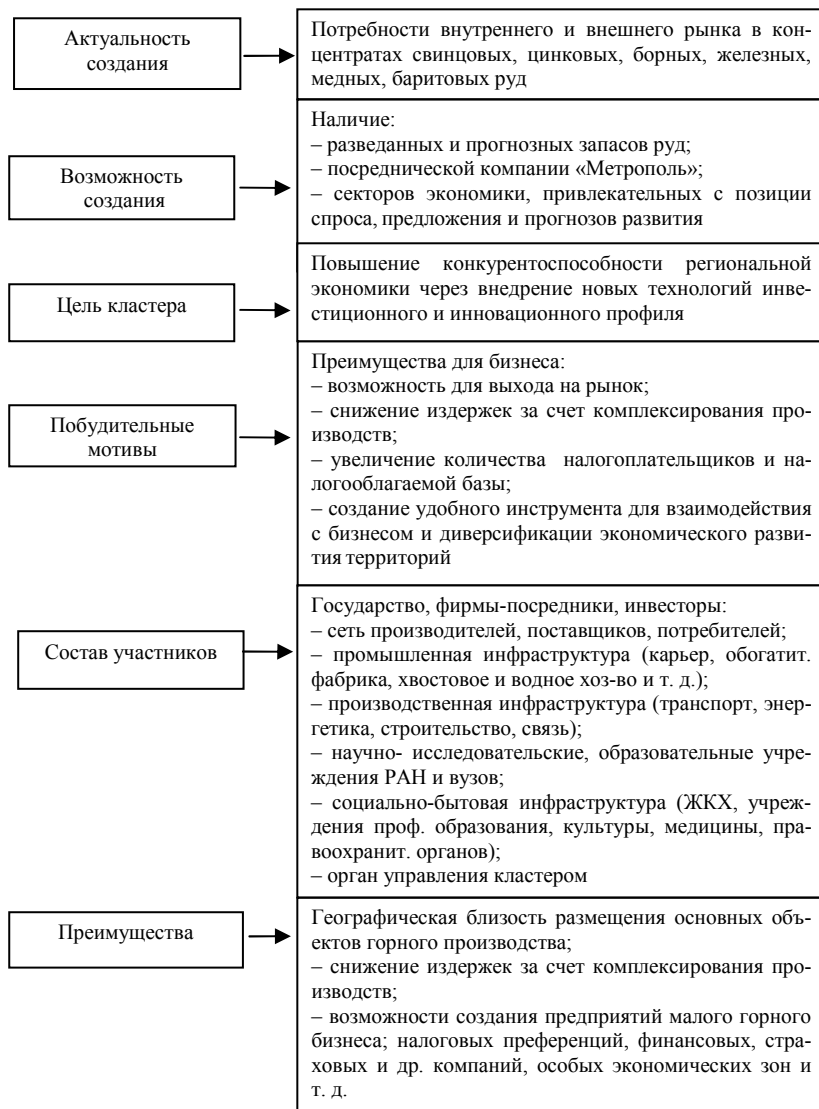 Актуальность
создания
Потребности внутреннего и внешнего рынка в кон-
центратах свинцовых, цинковых, борных, железных,
медных, баритовых руд
Возможность
создания
Наличие:
– разведанных и прогнозных запасов руд;
– посреднической компании «Метрополь»;
– секторов экономики, привлекательных с позиции
спроса, предложения и прогнозов развития
Цель кластера
Повышение конкурентоспособности региональной
экономики через внедрение новых технологий инве-
стиционного и инновационного профиля
Побудительные
мотивы
Преимущества для бизнеса:
– возможность для выхода на рынок;
– снижение издержек за счет комплексирования про-
изводств;
– увеличение количества налогоплательщиков и на-
логооблагаемой базы;
– создание удобного инструмента для взаимодействия
с бизнесом и диверсификации экономического разви-
тия территорий
Состав участников
Государство, фирмы-посредники, инвесторы:
– сеть производителей, поставщиков, потребителей;
– промышленная инфраструктура (карьер, обогатит.
фабрика, хвостовое и водное хоз-во и т. д.);
– производственная инфраструктура (транспорт, энер-
гетика, строительство, связь);
– научно- исследовательские, образовательные учре-
ждения РАН и вузов;
– социально-бытовая инфраструктура (ЖКХ, учреж-
дения проф. образования, культуры, медицины, пра-
воохранит. органов);
– орган управления кластером
Преимущества
Географическая близость размещения основных объ-
ектов горного производства;
– снижение издержек за счет комплексирования про-
изводств;
– возможности создания предприятий малого горного
бизнеса; налоговых преференций, финансовых, стра-
ховых и др. компаний, особых экономических зон и
т. д.